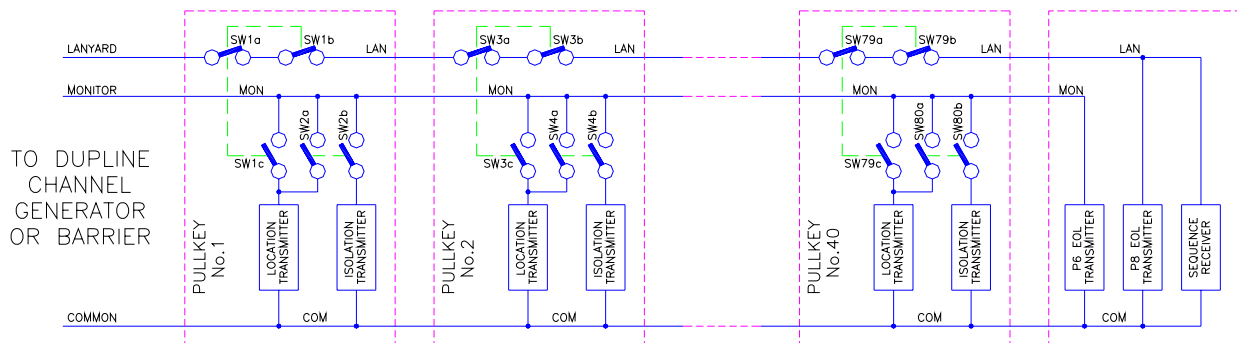 SW1a
SW1b
SW3a
SW3b
SW79a
SW79b
LANYARD
LAN
LAN
LAN
LAN
MONITOR
MON
MON
MON
MON
SW2a
SW2b
SW4a
SW4b
SW80a
SW80b
SW1c
SW3c
SW79c
TO DUPLINE
CHANNEL
GENERATOR
OR BARRIER
PULLKEY
No.1
LOCATION
TRANSMITTER
ISOLATION
TRANSMITTER
PULLKEY
No.2
LOCATION
TRANSMITTER
ISOLATION
TRANSMITTER
PULLKEY
No.40
LOCATION
TRANSMITTER
ISOLATION
TRANSMITTER
P6 EOL
TRANSMITTER
P8 EOL
TRANSMITTER
SEQUENCE
RECEIVER
COMMON
COM
COM
COM
COM